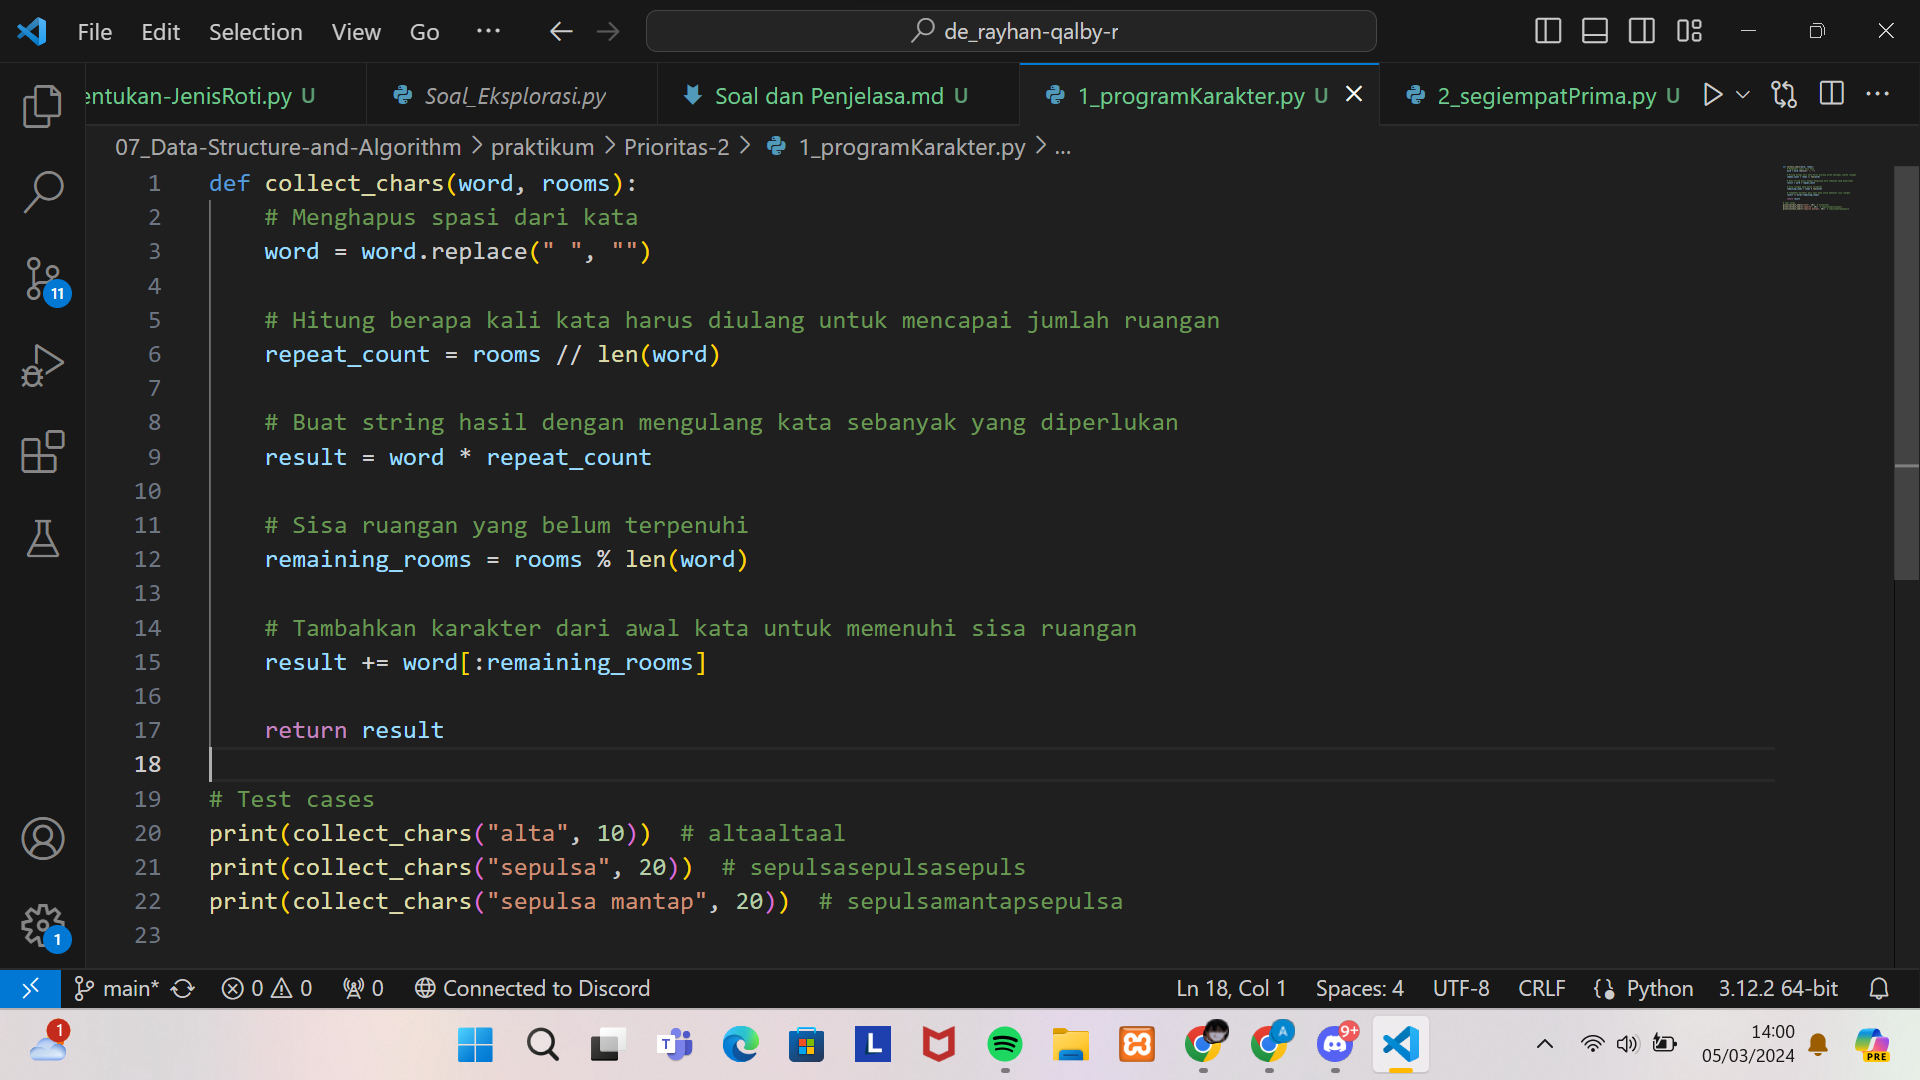 File Edit Selection View Go ··· de_rayhan-qalby-r
entukan-JenisRoti.py U Soal_Eksplorasi.py Soal dan Penjelasa.md U 1_programKarakter.py U 2_segiempatPrima.py U
07_Data-Structure-and-Algorithm > praktikum > Prioritas-2 > 1_programKarakter.py > ...
1 def collect_chars(word, rooms):
2 # Menghapus spasi dari kata
3 word = word.replace(" ", "")
4
5 # Hitung berapa kali kata harus diulang untuk mencapai jumlah ruangan
6 repeat_count = rooms // len(word)
7
8 # Buat string hasil dengan mengulang kata sebanyak yang diperlukan
9 result = word * repeat_count
10
11 # Sisa ruangan yang belum terpenuhi
12 remaining_rooms = rooms % len(word)
13
14 # Tambahkan karakter dari awal kata untuk memenuhi sisa ruangan
15 result += word[:remaining_rooms]
16
17 return result
18
19 # Test cases
20 print(collect_chars("alta", 10)) # altaaltaal
21 print(collect_chars("sepulsa", 20)) # sepulsasepulsasepuls
22 print(collect_chars("sepulsa mantap", 20)) # sepulsamantapsepulsa
23
11
1
main* 0 0 0 Connected to Discord Ln 18, Col 1 Spaces: 4 UTF-8 CRLF Python 3.12.2 64-bit
1 T L A 9+ 14:00 PRE
05/03/2024